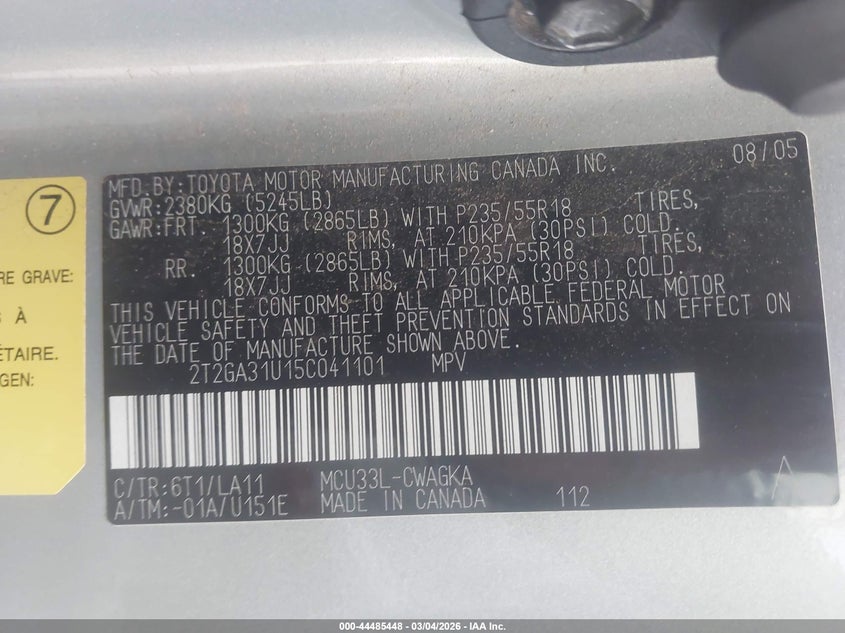 7
RE GRAVE:
S À
ÉTAIRE.
GEN:
MFD.BY:TOYOTA MOTOR MANUFACTURING CANADA INC. 08/05
GVWR:2380KG (5245LB)
GAWR:FRT. 1300KG (2865LB) WITH P235/55R18 TIRES,
18X7JJ RIMS, AT 210KPA (30PSI) COLD.
RR. 1300KG (2865LB) WITH P235/55R18 TIRES,
18X7JJ RIMS, AT 210KPA (30PSI) COLD.
THIS VEHICLE CONFORMS TO ALL APPLICABLE FEDERAL MOTOR
VEHICLE SAFETY AND THEFT PREVENTION STANDARDS IN EFFECT ON
THE DATE OF MANUFACTURE SHOWN ABOVE.
2T2GA31U15C041101 MPV
C/TR:6T1/LA11 MCU33L-CWAGKA
A/TM:-01A/U151E MADE IN CANADA 112 A
000-44485448 - 03/04/2026 - IAA Inc.